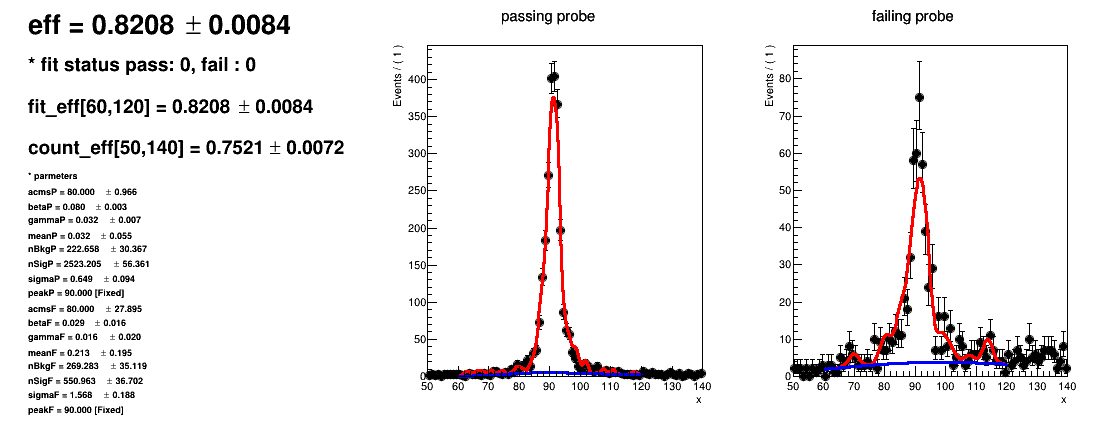 eff = 0.8208 ± 0.0084
* fit status pass: 0, fail : 0
fit_eff[60,120] = 0.8208 ± 0.0084
count_eff[50,140] = 0.7521 ± 0.0072
* parmeters
acmsP = 80.000 ± 0.966
betaP = 0.080 ± 0.003
gammaP = 0.032 ± 0.007
meanP = 0.032 ± 0.055
nBkgP = 222.658 ± 30.367
nSigP = 2523.205 ± 56.361
sigmaP = 0.649 ± 0.094
peakP = 90.000 [Fixed]
acmsF = 80.000 ± 27.895
betaF = 0.029 ± 0.016
gammaF = 0.016 ± 0.020
meanF = 0.213 ± 0.195
nBkgF = 269.283 ± 35.119
nSigF = 550.963 ± 36.702
sigmaF = 1.568 ± 0.188
peakF = 90.000 [Fixed]
passing probe
Events / ( 1 )
400
350
300
250
200
150
100
50
0
50 60 70 80 90 100 110 120 130 140
x
failing probe
Events / ( 1 )
80
70
60
50
40
30
20
10
0
50 60 70 80 90 100 110 120 130 140
x